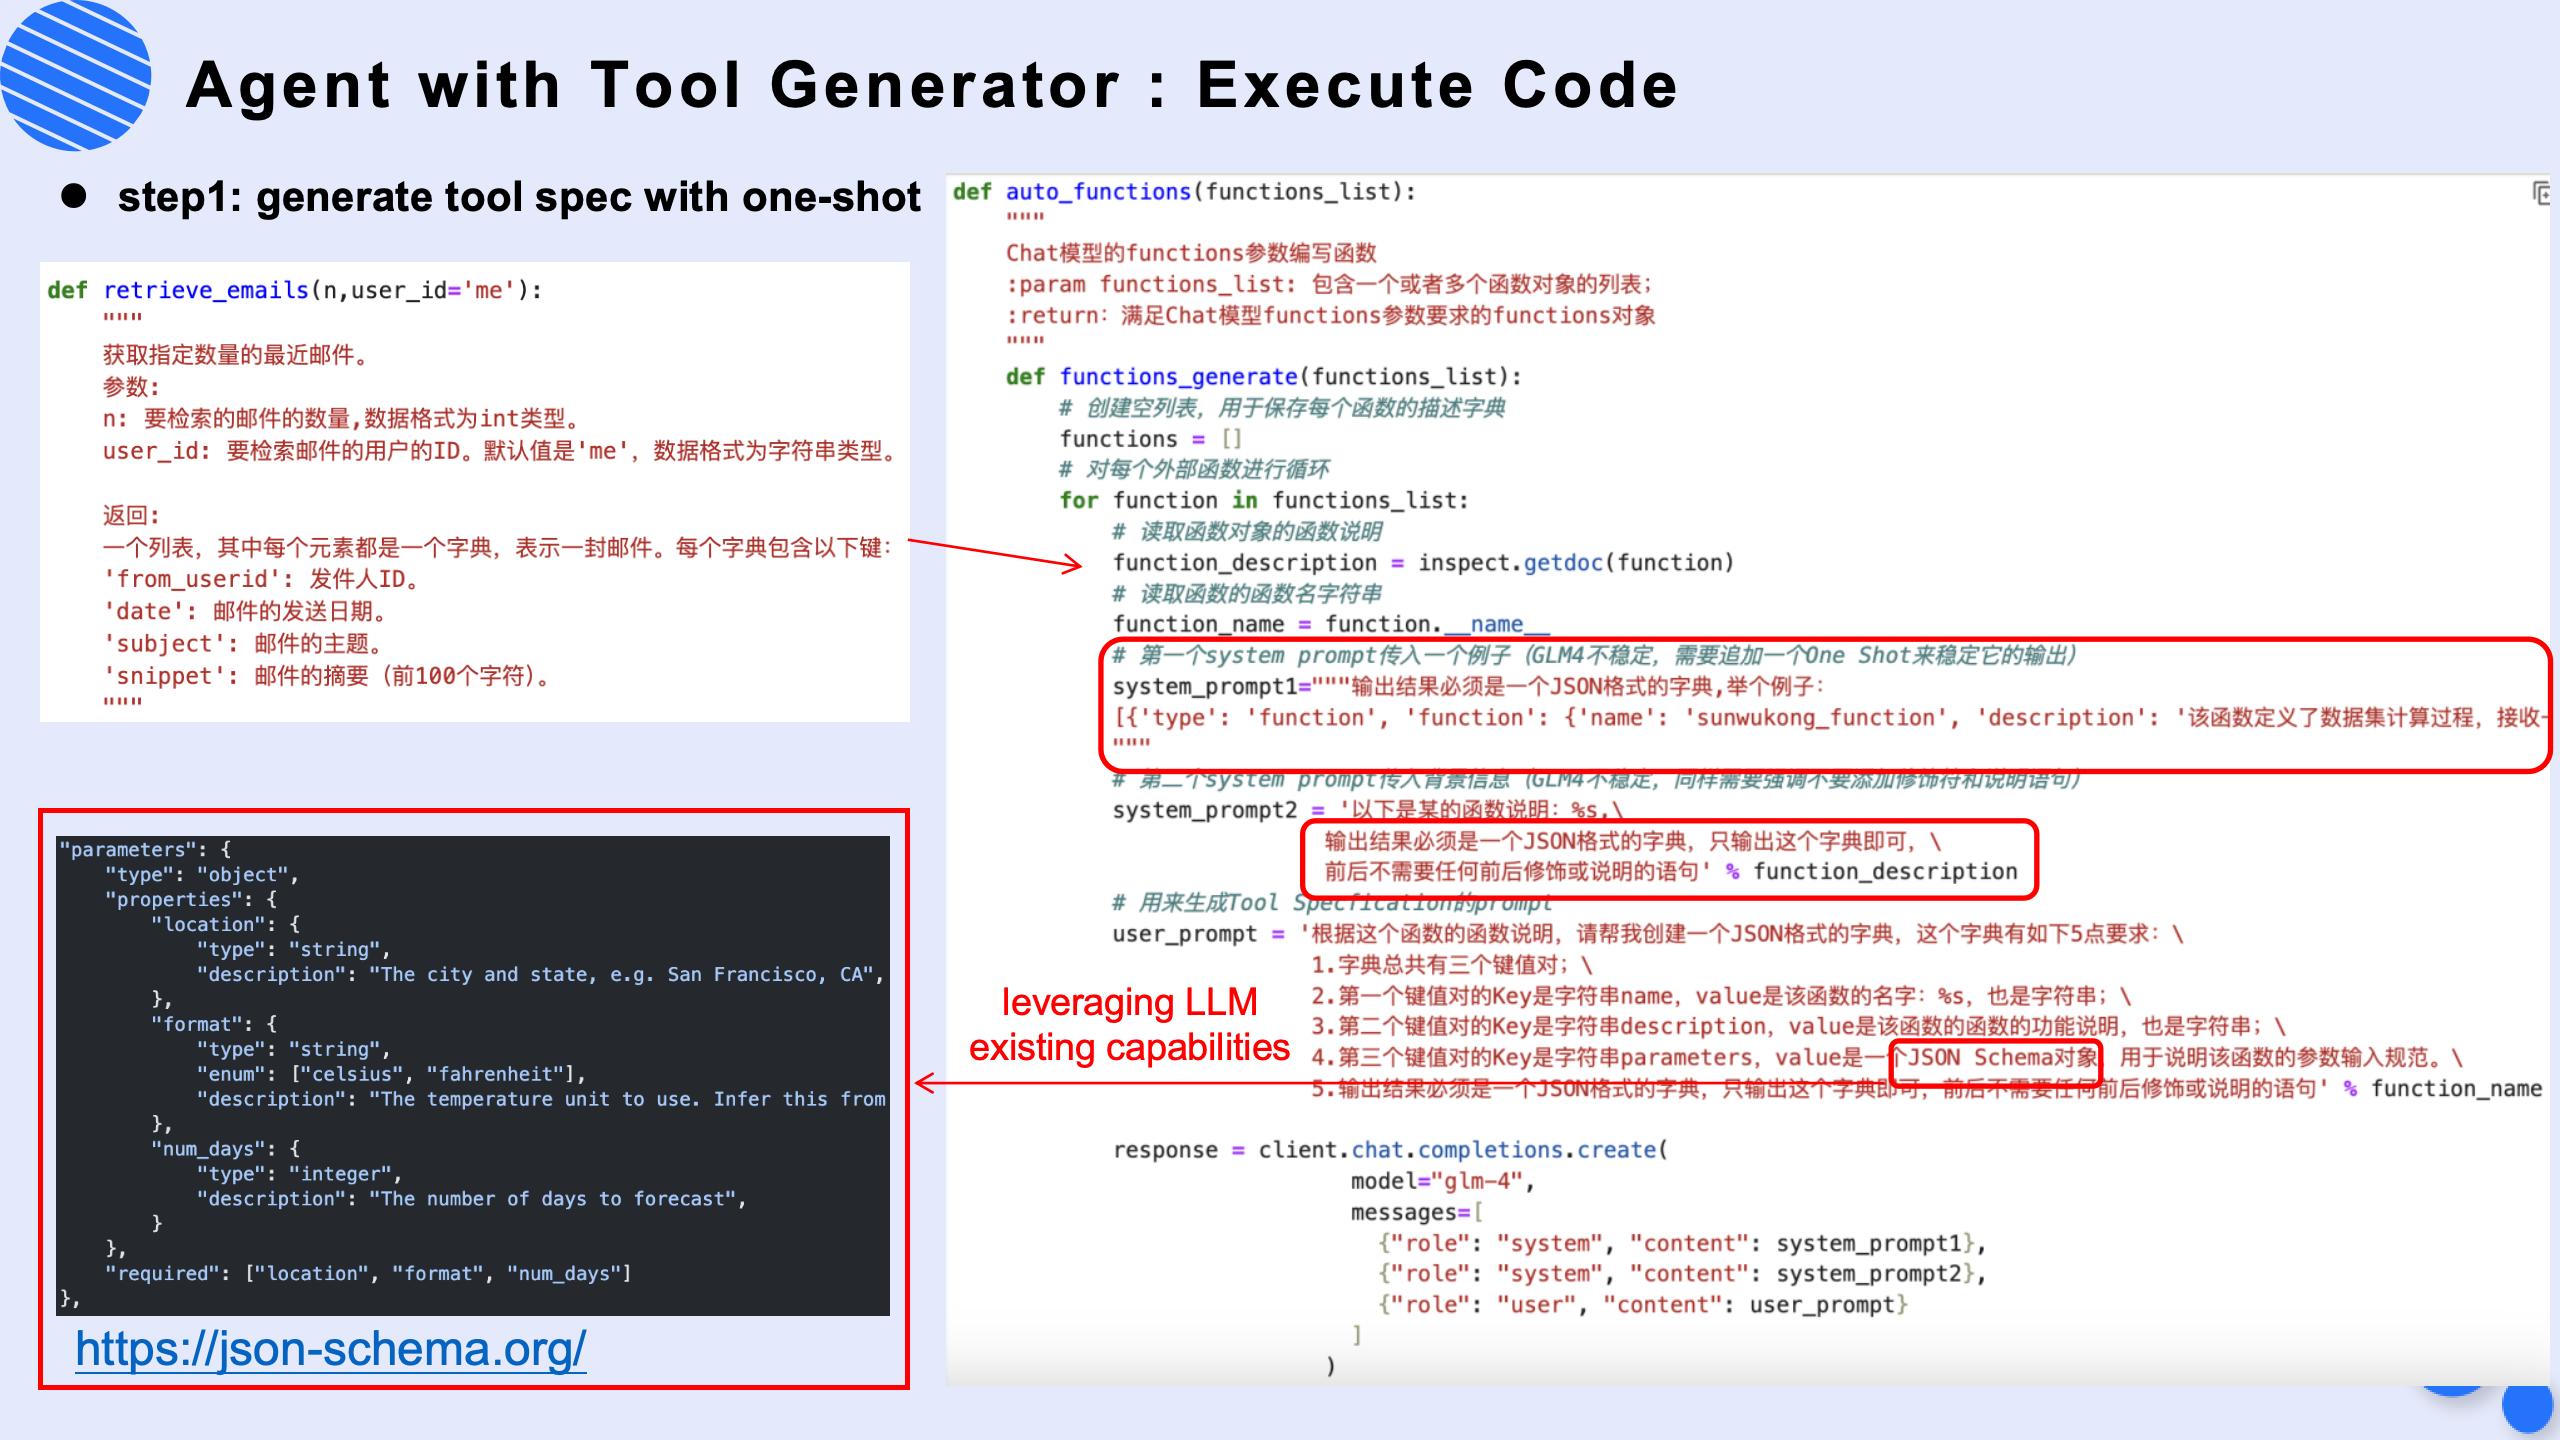 Agent with Tool Generator : Execute Code
● step1: generate tool spec with one-shot
def retrieve_emails(n,user_id='me'):
"""
获取指定数量的最近邮件。
参数:
n: 要检索的邮件的数量,数据格式为int类型。
user_id: 要检索邮件的用户的ID。默认值是'me'，数据格式为字符串类型。
返回:
一个列表，其中每个元素都是一个字典，表示一封邮件。每个字典包含以下键:
'from_userid': 发件人ID。
'date': 邮件的发送日期。
'subject': 邮件的主题。
'snippet': 邮件的摘要（前100个字符）。
"""
"parameters": {
"type": "object",
"properties": {
"location": {
"type": "string",
"description": "The city and state, e.g. San Francisco, CA",
},
"format": {
"type": "string",
"enum": ["celsius", "fahrenheit"],
"description": "The temperature unit to use. Infer this from
},
"num_days": {
"type": "integer",
"description": "The number of days to forecast",
}
},
"required": ["location", "format", "num_days"]
},
https://json-schema.org/
def auto_functions(functions_list):
"""
Chat模型的functions参数编写函数
:param functions_list: 包含一个或者多个函数对象的列表；
:return: 满足Chat模型functions参数要求的functions对象
"""
def functions_generate(functions_list):
# 创建空列表，用于保存每个函数的描述字典
functions = []
# 对每个外部函数进行循环
for function in functions_list:
# 读取函数对象的函数说明
function_description = inspect.getdoc(function)
# 读取函数的函数名字符串
function_name = function.__name__
# 第一个system prompt传入一个例子（GLM4不稳定，需要追加一个One Shot来稳定它的输出）
system_prompt1="""输出结果必须是一个JSON格式的字典,举个例子:
[{'type': 'function', 'function': {'name': 'sunwukong_function', 'description': '该函数定义了数据集计算过程，接收一
"""
# 第二个system prompt传入背景信息（GLM4不稳定，同样需要强调不要添加修饰符和说明语句）
system_prompt2 = '以下是某的函数说明: %s,\
输出结果必须是一个JSON格式的字典，只输出这个字典即可，\
前后不需要任何前后修饰或说明的语句' % function_description
# 用来生成Tool Specfication的prompt
user_prompt = '根据这个函数的函数说明，请帮我创建一个JSON格式的字典，这个字典有如下5点要求: \
1.字典总共有三个键值对；\
2.第一个键值对的Key是字符串name，value是该函数的名字: %s，也是字符串；\
3.第二个键值对的Key是字符串description，value是该函数的函数的功能说明，也是字符串；\
4.第三个键值对的Key是字符串parameters，value是一个JSON Schema对象，用于说明该函数的参数输入规范。\
5.输出结果必须是一个JSON格式的字典，只输出这个字典即可，前后不需要任何前后修饰或说明的语句' % function_name
leveraging LLM
existing capabilities
response = client.chat.completions.create(
model="glm-4",
messages=[
{"role": "system", "content": system_prompt1},
{"role": "system", "content": system_prompt2},
{"role": "user", "content": user_prompt}
]
)